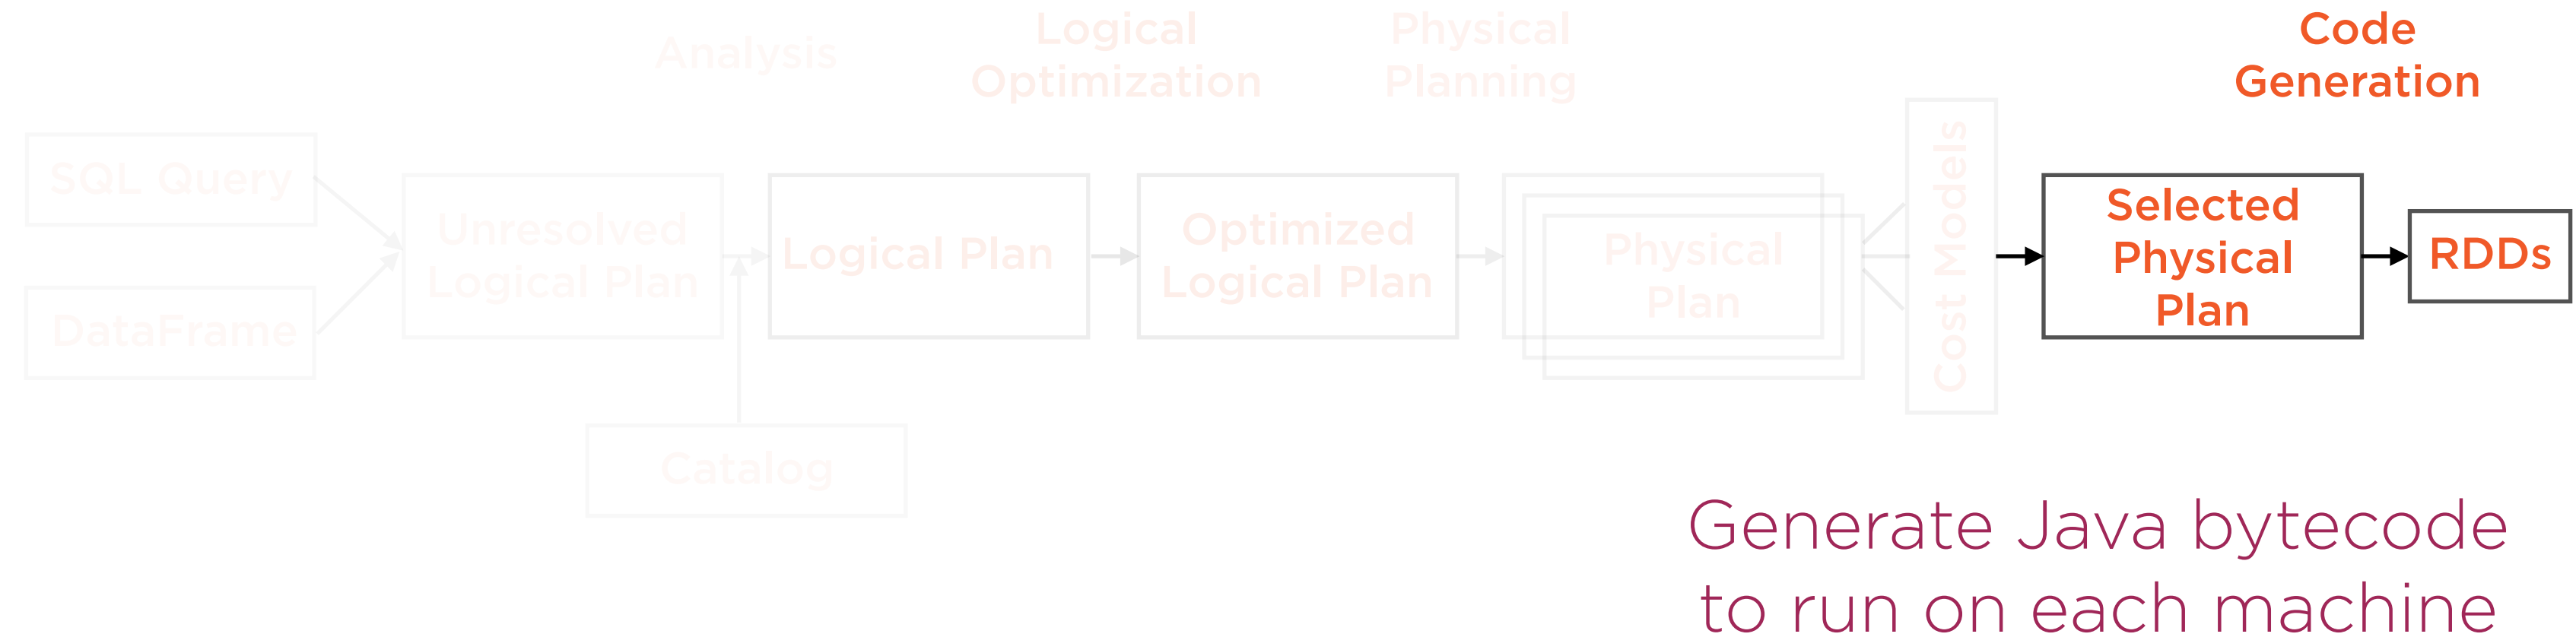 Analysis
Logical
Optimization
Physical
Planning
Code
Generation
SQL Query
DataFrame
Unresolved
Logical Plan
Catalog
Logical Plan
Optimized
Logical Plan
Physical
Plan
Cost Models
Selected
Physical
Plan
RDDs
Generate Java bytecode
to run on each machine